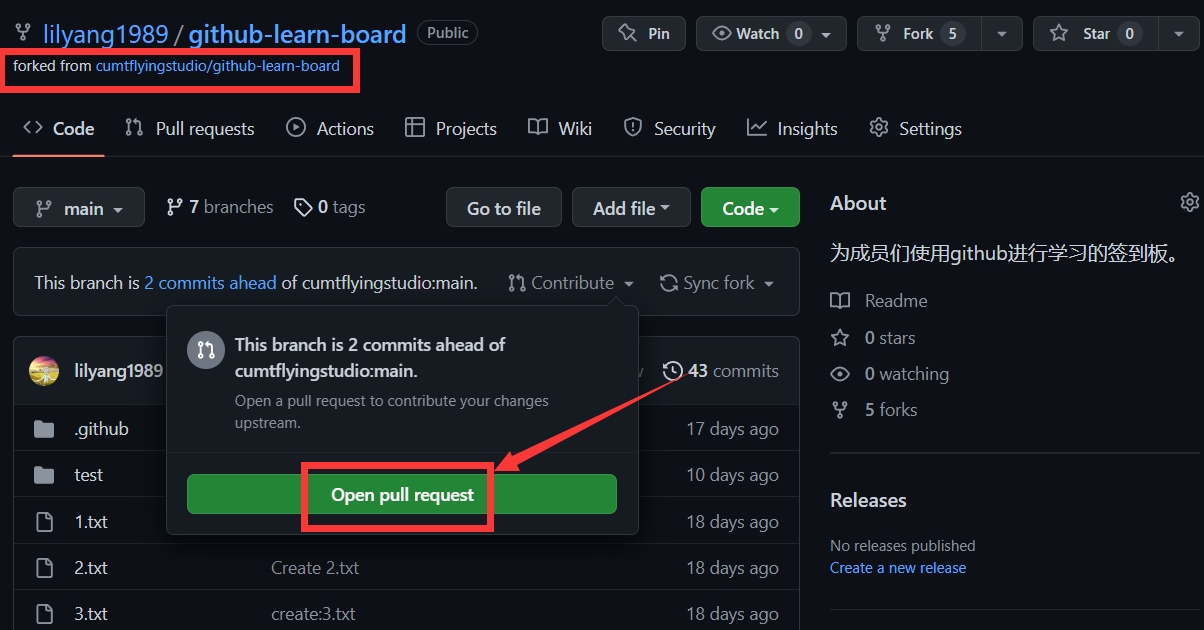 lilyang1989 / github-learn-board Public Pin Watch 0 Fork 5 Star 0
forked from cumtflyingstudio/github-learn-board
Code Pull requests Actions Projects Wiki Security Insights Settings
main 7 branches 0 tags Go to file Add file Code
This branch is 2 commits ahead of cumtflyingstudio:main. Contribute Sync fork
This branch is 2 commits ahead of
cumtflyingstudio:main.
Open a pull request to contribute your changes
upstream.
Open pull request
lilyang1989 43 commits
.github 17 days ago
test 10 days ago
1.txt 18 days ago
2.txt Create 2.txt 18 days ago
3.txt create:3.txt 18 days ago
About
为成员们使用github进行学习的签到板。
Readme
0 stars
0 watching
5 forks
Releases
No releases published
Create a new release